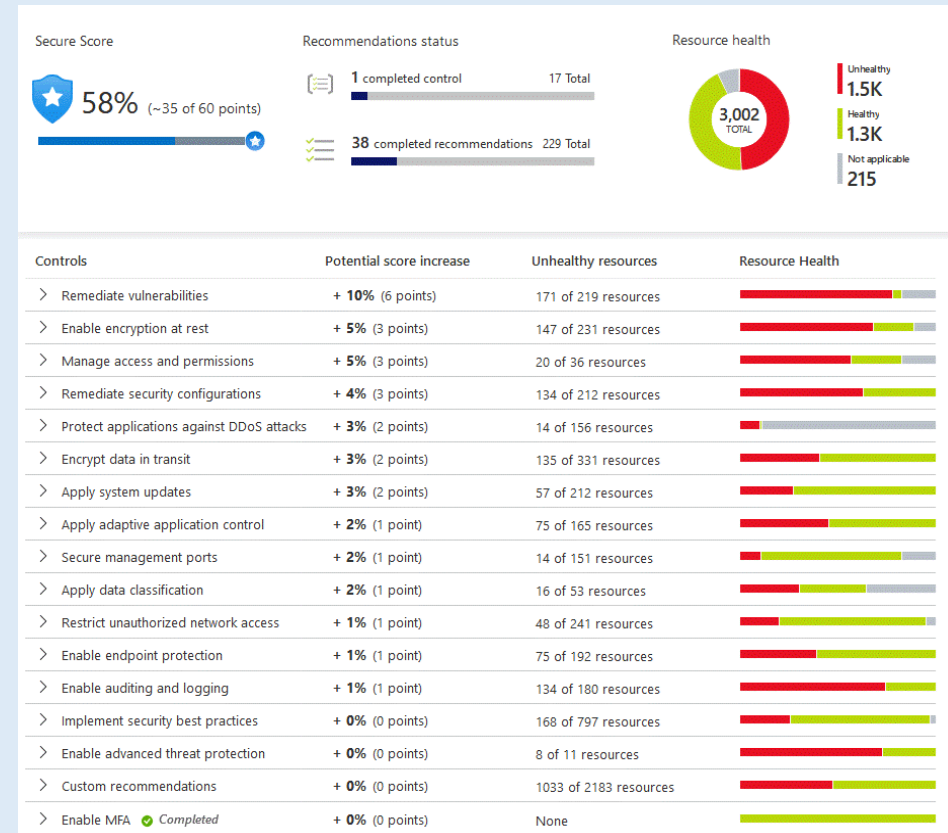 Secure Score
58% (~35 of 60 points)
Recommendations status
1 completed control 17 Total
38 completed recommendations 229 Total
Resource health
3,002
TOTAL
Unhealthy
1.5K
Healthy
1.3K
Not applicable
215
Controls Potential score increase Unhealthy resources Resource Health
Remediate vulnerabilities + 10% (6 points) 171 of 219 resources
Enable encryption at rest + 5% (3 points) 147 of 231 resources
Manage access and permissions + 5% (3 points) 20 of 36 resources
Remediate security configurations + 4% (3 points) 134 of 212 resources
Protect applications against DDoS attacks + 3% (2 points) 14 of 156 resources
Encrypt data in transit + 3% (2 points) 135 of 331 resources
Apply system updates + 3% (2 points) 57 of 212 resources
Apply adaptive application control + 2% (1 point) 75 of 165 resources
Secure management ports + 2% (1 point) 14 of 151 resources
Apply data classification + 2% (1 point) 16 of 53 resources
Restrict unauthorized network access + 1% (1 point) 48 of 241 resources
Enable endpoint protection + 1% (1 point) 75 of 192 resources
Enable auditing and logging + 1% (1 point) 134 of 180 resources
Implement security best practices + 0% (0 points) 168 of 797 resources
Enable advanced threat protection + 0% (0 points) 8 of 11 resources
Custom recommendations + 0% (0 points) 1033 of 2183 resources
Enable MFA Completed + 0% (0 points) None